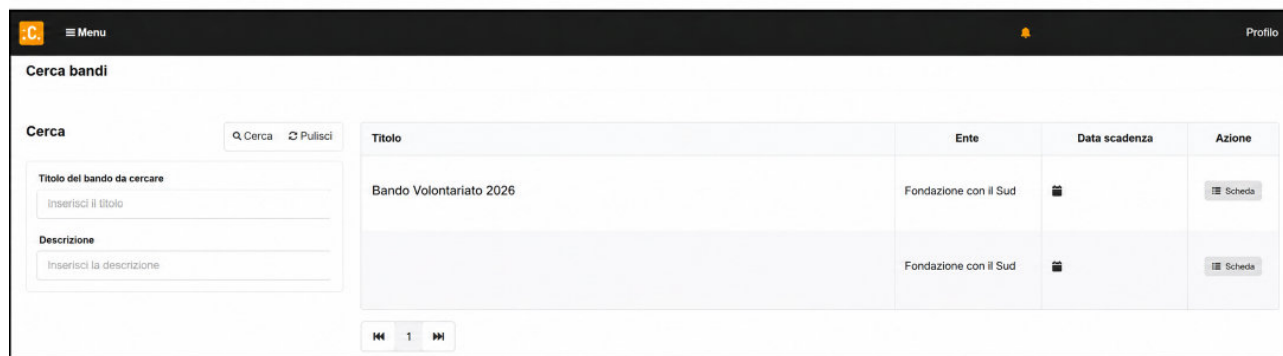 :C. Menu Profilo
Cerca bandi
Cerca
Cerca Pulisci
Titolo del bando da cercare
Inserisci il titolo
Descrizione
Inserisci la descrizione
Titolo Ente Data scadenza Azione
Bando Volontariato 2026 Fondazione con il Sud Scheda
Fondazione con il Sud Scheda
1